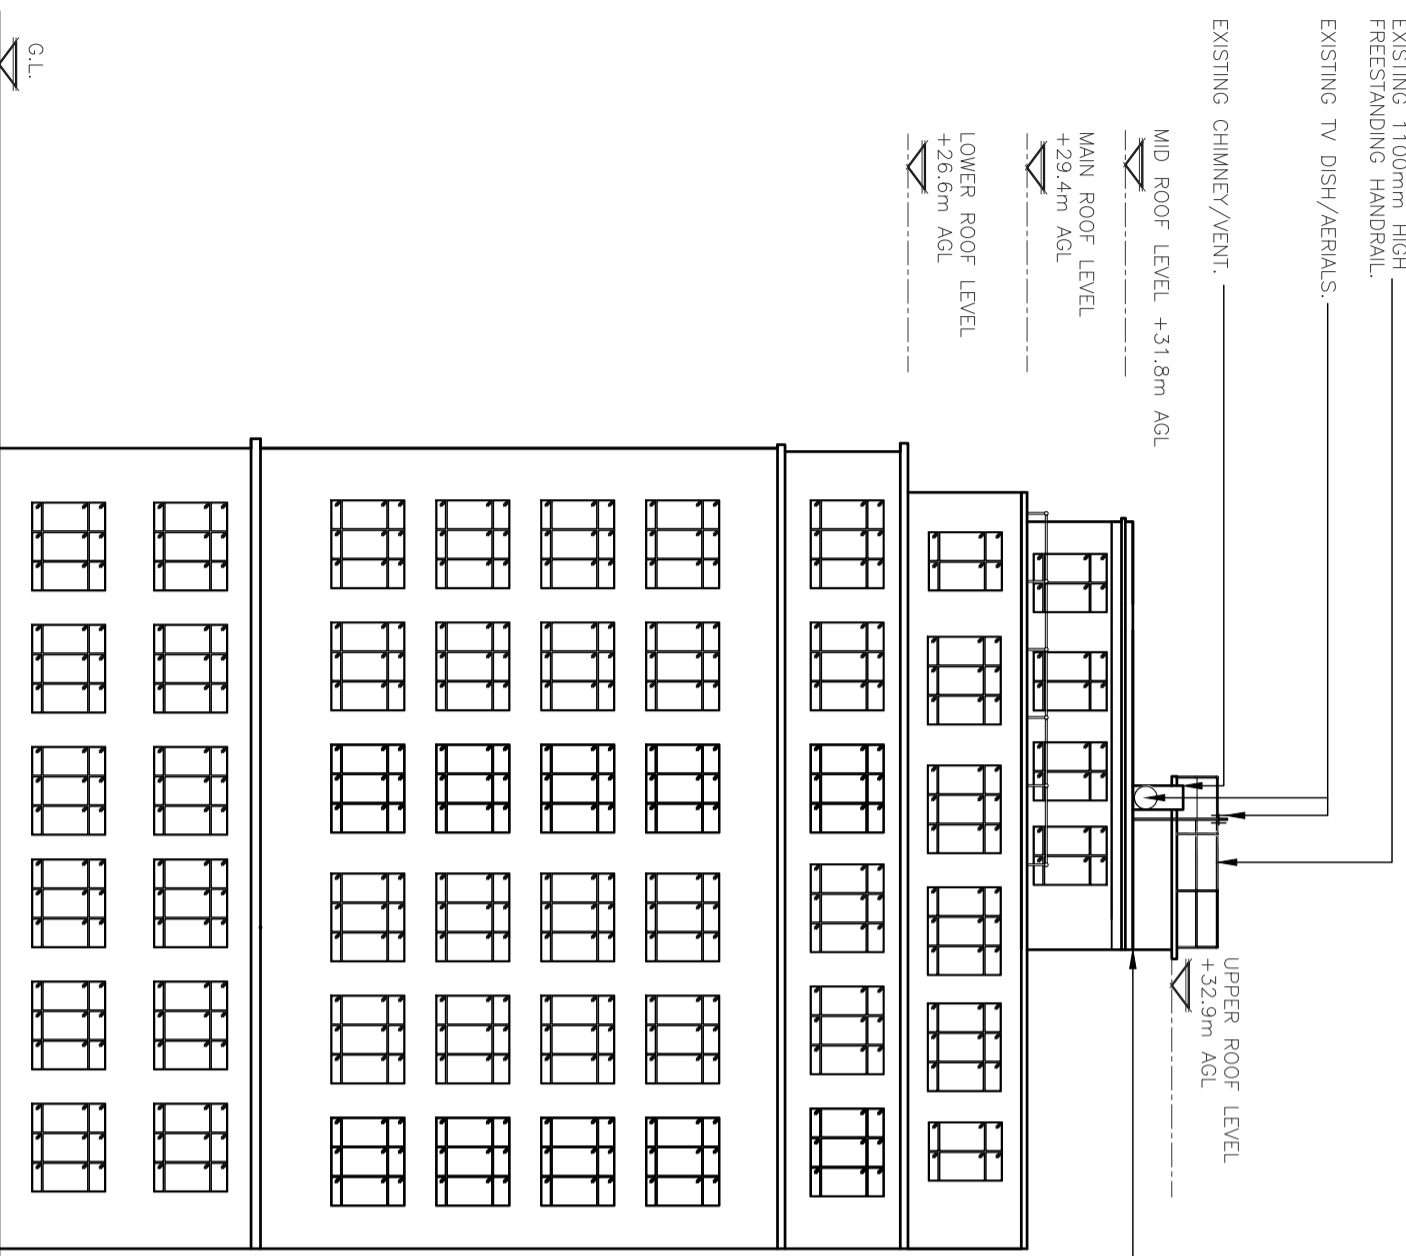 EXISTING 1100mm HIGH
FREESTANDING HANDRAIL.
EXISTING TV DISH/AERIALS.
EXISTING CHIMNEY/VENT.
UPPER ROOF LEVEL
+32.9m AGL
MID ROOF LEVEL +31.8m AGL
MAIN ROOF LEVEL
+29.4m AGL
LOWER ROOF LEVEL
+26.6m AGL
G.L.